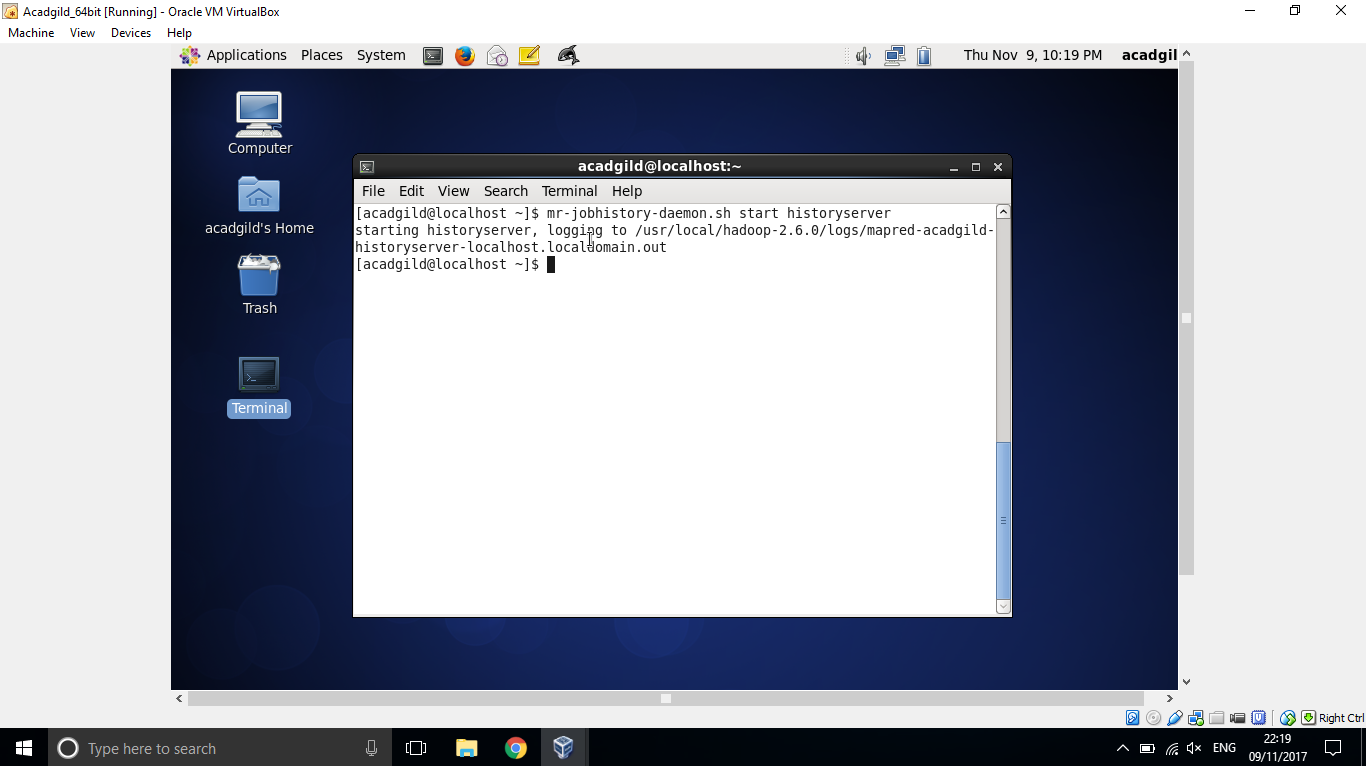 Acadgild_64bit [Running] - Oracle VM VirtualBox
Machine View Devices Help
Applications Places System Thu Nov 9, 10:19 PM acadgil
Computer
acadgild's Home
Trash
Terminal
acadgild@localhost:~
File Edit View Search Terminal Help
[acadgild@localhost ~]$ mr-jobhistory-daemon.sh start historyserver
starting historyserver, logging to /usr/local/hadoop-2.6.0/logs/mapred-acadgild-
historyserver-localhost.localdomain.out
[acadgild@localhost ~]$
Right Ctrl
Type here to search
ENG
22:19
09/11/2017